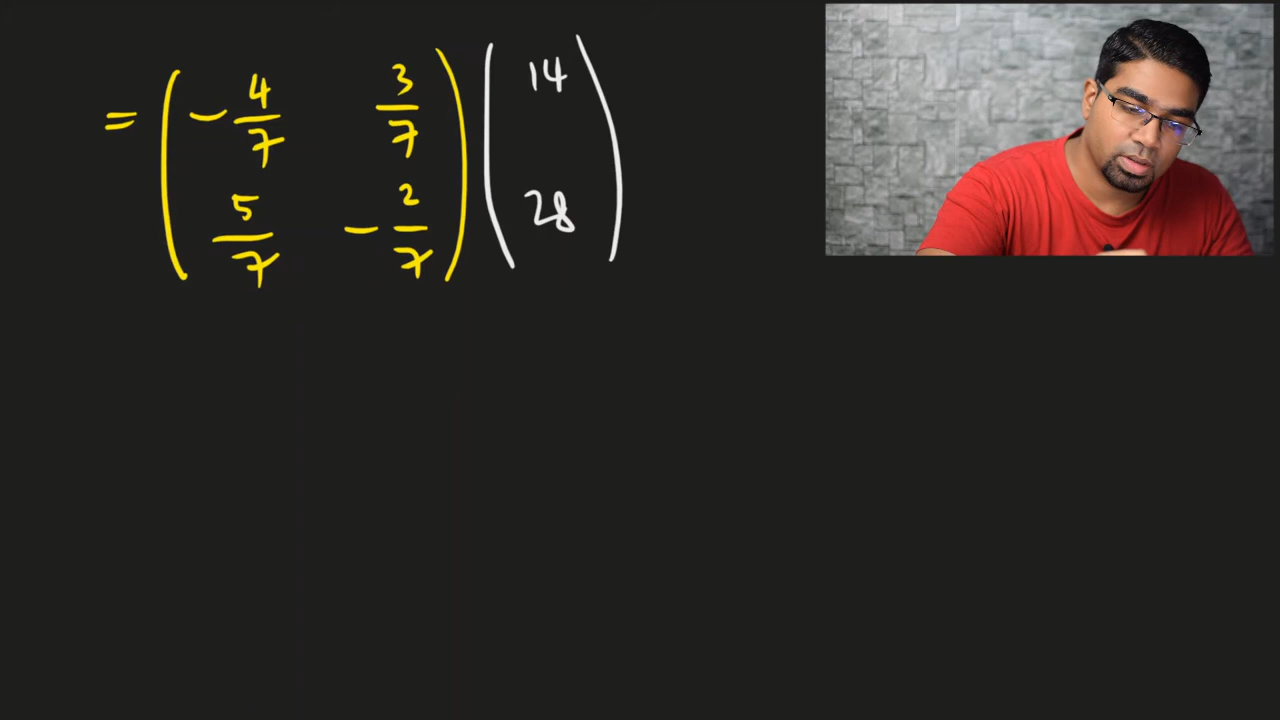 = ( -4/7 3/7 ) ( 14 )
( 5/7 -2/7 ) ( 28 )